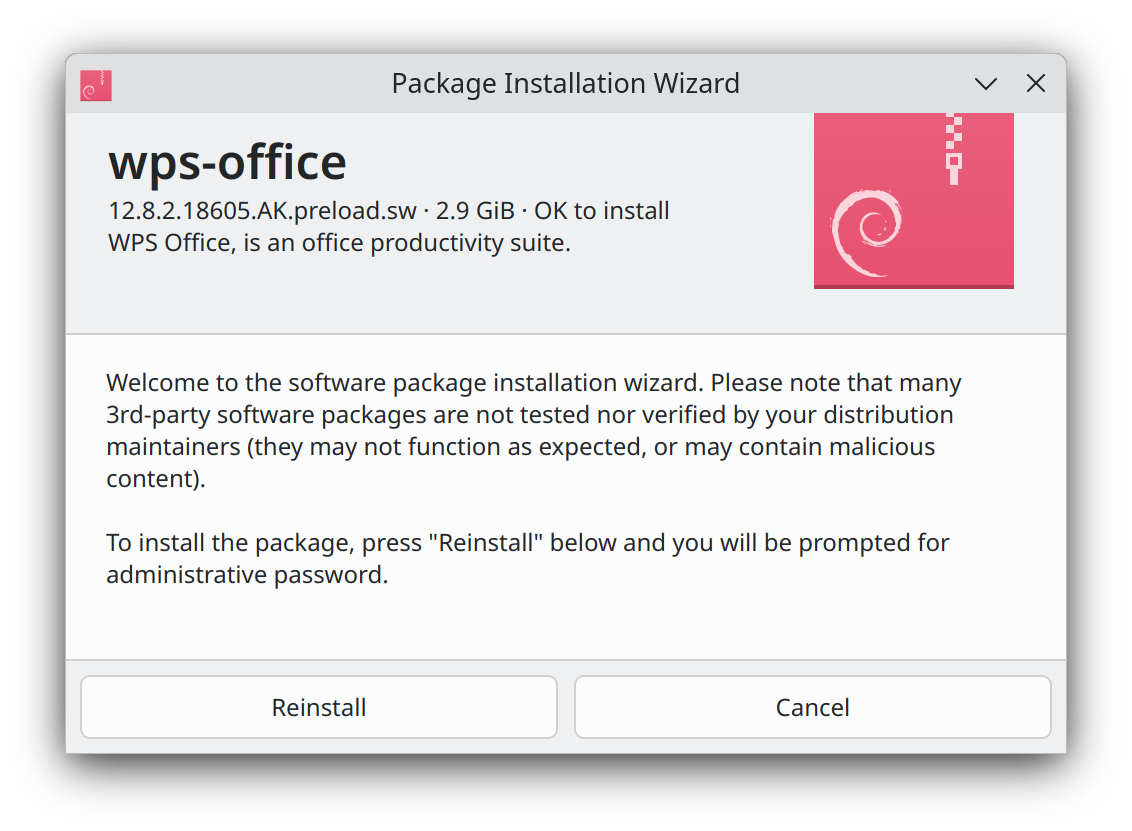 Package Installation Wizard
wps-office
12.8.2.18605.AK.preload.sw · 2.9 GiB · OK to install
WPS Office, is an office productivity suite.
Welcome to the software package installation wizard. Please note that many
3rd-party software packages are not tested nor verified by your distribution
maintainers (they may not function as expected, or may contain malicious
content).
To install the package, press "Reinstall" below and you will be prompted for
administrative password.
Reinstall
Cancel